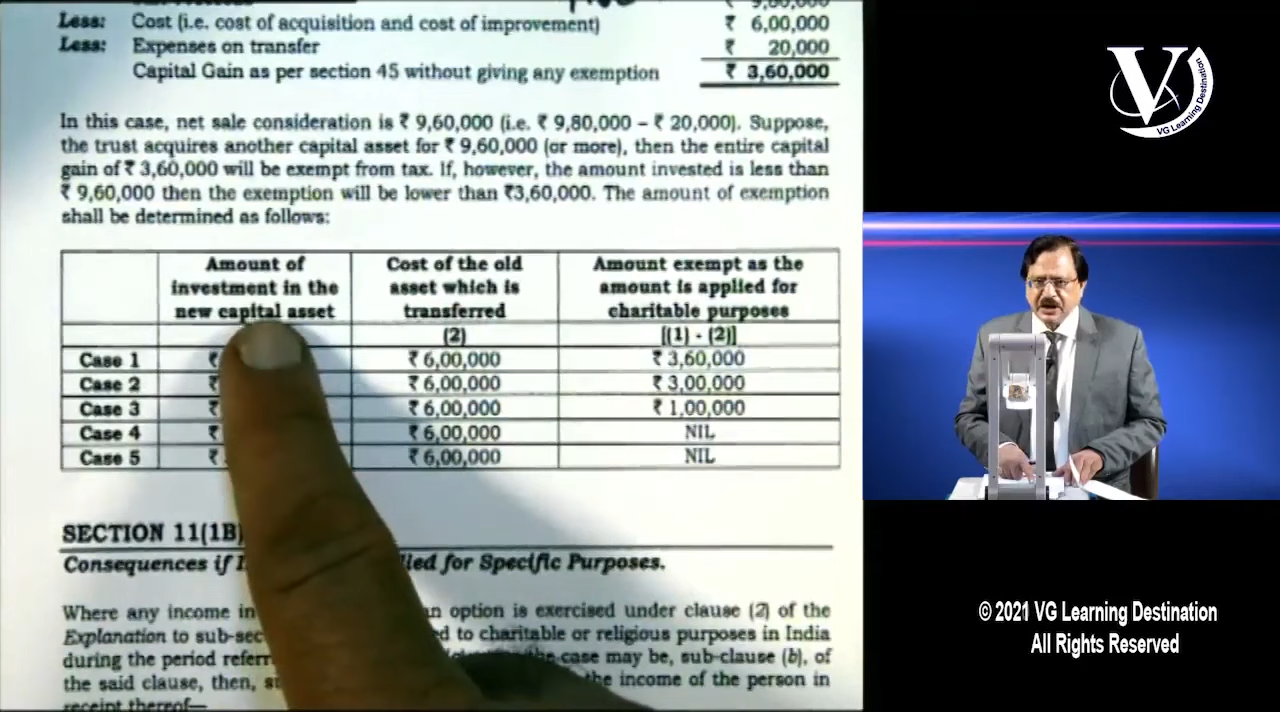 ₹ 9,80,000
Less: Cost (i.e. cost of acquisition and cost of improvement) ₹ 6,00,000
Less: Expenses on transfer ₹ 20,000
Capital Gain as per section 45 without giving any exemption ₹ 3,60,000
In this case, net sale consideration is ₹ 9,60,000 (i.e. ₹ 9,80,000 – ₹ 20,000). Suppose,
the trust acquires another capital asset for ₹ 9,60,000 (or more), then the entire capital
gain of ₹ 3,60,000 will be exempt from tax. If, however, the amount invested is less than
₹ 9,60,000 then the exemption will be lower than ₹3,60,000. The amount of exemption
shall be determined as follows:
Amount of investment in the new capital asset
Cost of the old asset which is transferred
Amount exempt as the amount is applied for charitable purposes
(2) [(1) - (2)]
Case 1 ₹ ₹ 6,00,000 ₹ 3,60,000
Case 2 ₹ ₹ 6,00,000 ₹ 3,00,000
Case 3 ₹ ₹ 6,00,000 ₹ 1,00,000
Case 4 ₹ ₹ 6,00,000 NIL
Case 5 ₹ ₹ 6,00,000 NIL
SECTION 11(1B)
Consequences if for Specific Purposes.
Where any income option is exercised under clause (2) of the
Explanation to to charitable or religious purposes in India
during the period case may be, sub-clause (b), of
the said clause, then, the income of the person in
receipt thereof—
V
VG Learning Destination
© 2021 VG Learning Destination
All Rights Reserved